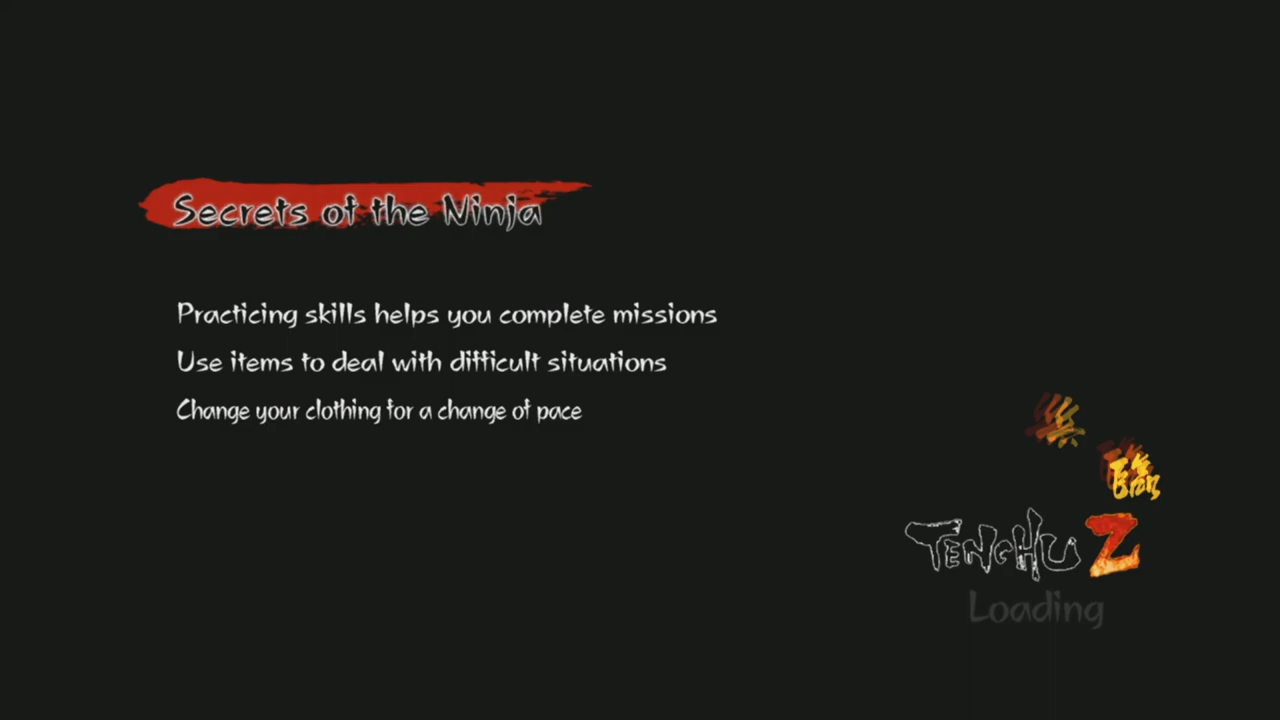 Secrets of the Ninja
Practicing skills helps you complete missions
Use items to deal with difficult situations
Change your clothing for a change of pace
臨
TENCHU Z
Loading